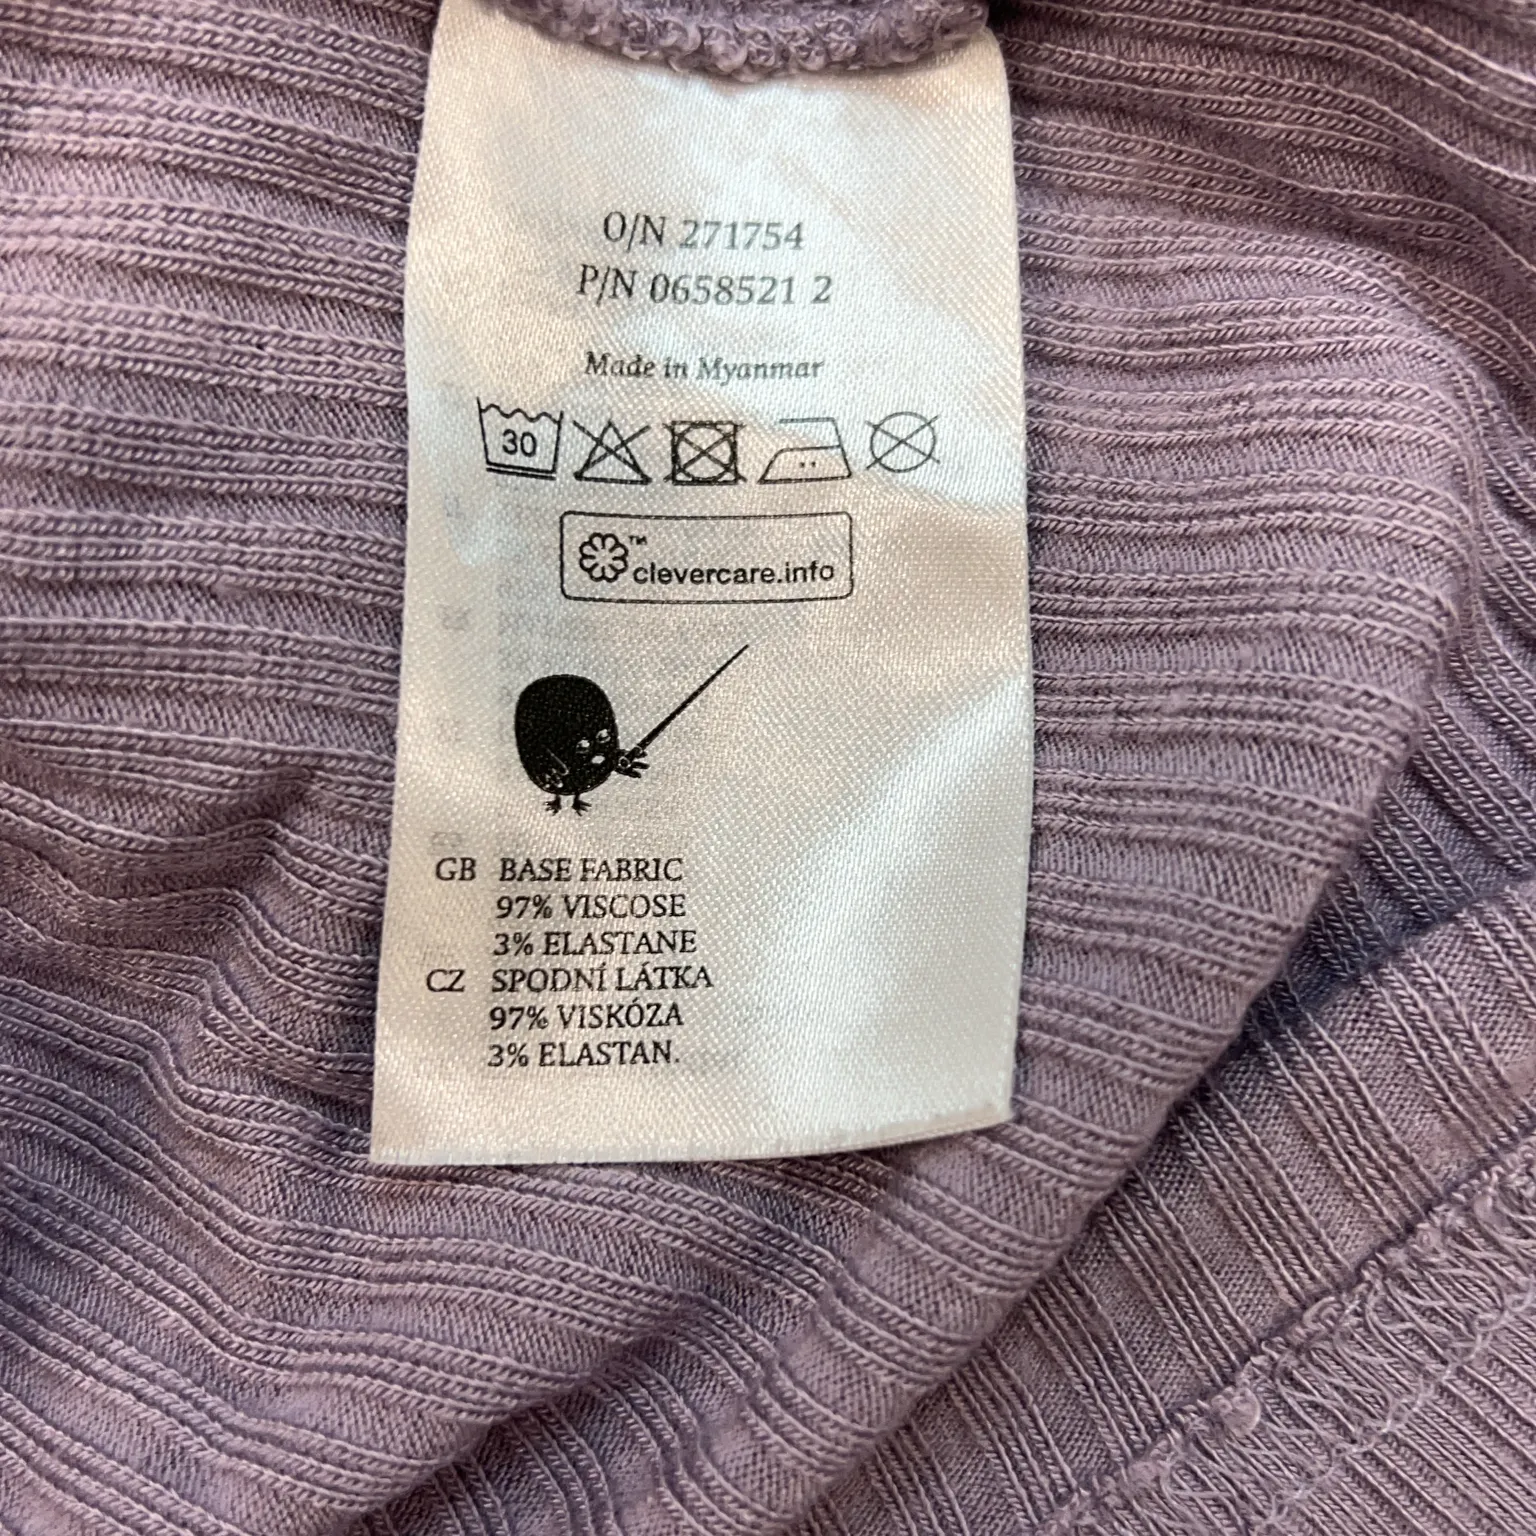 O/N 271754
P/N 0658521 2
Made in Myanmar
30
™
clevercare.info
GB BASE FABRIC
97% VISCOSE
3% ELASTANE
CZ SPODNÍ LÁTKA
97% VISKÓZA
3% ELASTAN.